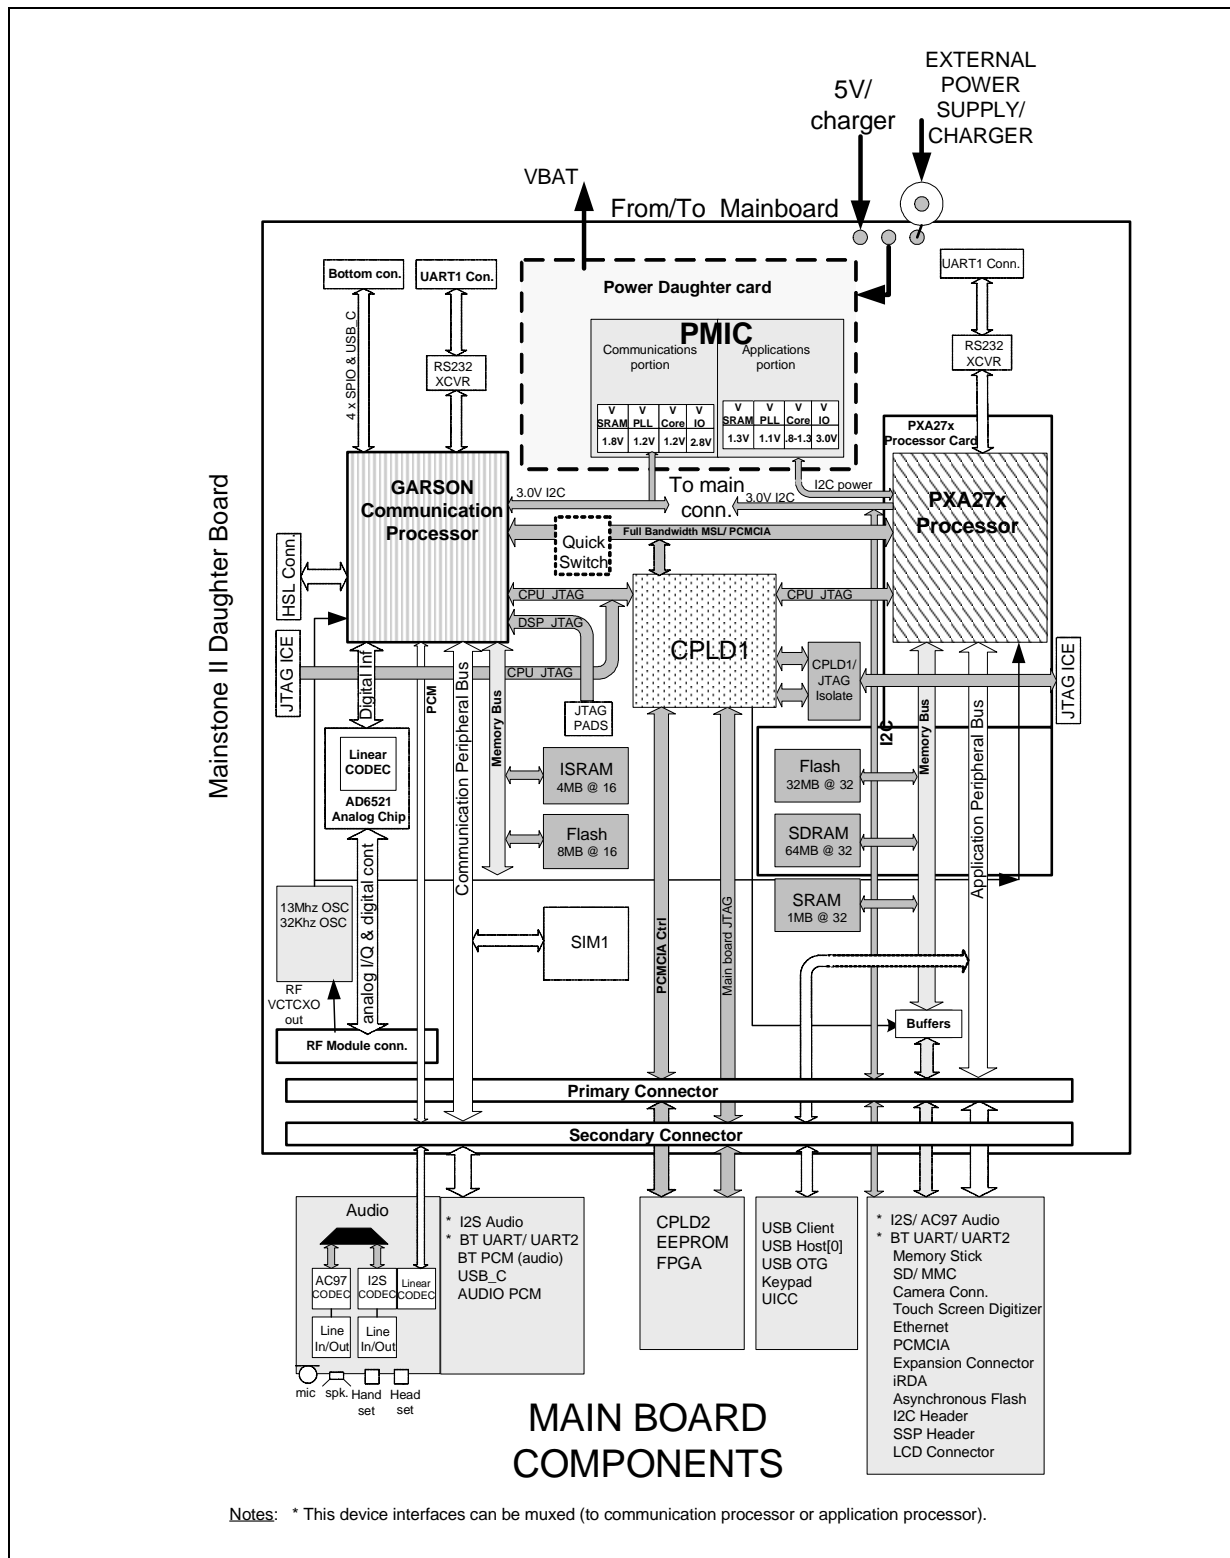 EXTERNAL
POWER
SUPPLY/
CHARGER
5V/
charger
VBAT
From/To Mainboard
Bottom con.
UART1 Con.
UART1 Conn.
Power Daughter card
PMIC
Communications
portion
Applications
portion
V
SRAM
V
PLL
V
Core
V
IO
1.8V
1.2V
1.2V
2.8V
V
SRAM
V
PLL
V
Core
V
IO
1.3V
1.1V
.8-1.3
3.0V
4 x SPIO & USB_C
RS232
XCVR
RS232
XCVR
PXA27x
Processor Card
Mainstone II Daughter Board
GARSON
Communication
Processor
3.0V I2C
To main
conn.
3.0V I2C
I2C power
PXA27x
Processor
Full Bandwidth MSL/ PCMCIA
Quick
Switch
HSL Conn.
CPU JTAG
CPU JTAG
DSP JTAG
CPLD1
JTAG ICE
CPU JTAG
CPLD1/
JTAG
Isolate
JTAG ICE
Digital Inf
PCM
Communication Peripheral Bus
Memory Bus
JTAG
PADS
I2C
Memory Bus
Application Peripheral Bus
Linear
CODEC
AD6521
Analog Chip
ISRAM
4MB @ 16
Flash
8MB @ 16
Flash
32MB @ 32
SDRAM
64MB @ 32
SRAM
1MB @ 32
13Mhz OSC
32Khz OSC
analog I/Q & digital cont
SIM1
PCMCIA Ctrl
Main board JTAG
RF
VCTCXO
out
RF Module conn.
Buffers
Primary Connector
Secondary Connector
Audio
AC97
CODEC
I2S
CODEC
Linear
CODEC
Line
In/Out
Line
In/Out
mic
spk.
Hand
set
Head
set
* I2S Audio
* BT UART/ UART2
BT PCM (audio)
USB_C
AUDIO PCM
CPLD2
EEPROM
FPGA
USB Client
USB Host[0]
USB OTG
Keypad
UICC
* I2S/ AC97 Audio
* BT UART/ UART2
Memory Stick
SD/ MMC
Camera Conn.
Touch Screen Digitizer
Ethernet
PCMCIA
Expansion Connector
iRDA
Asynchronous Flash
I2C Header
SSP Header
LCD Connector
MAIN BOARD
COMPONENTS
Notes: * This device interfaces can be muxed (to communication processor or application processor).